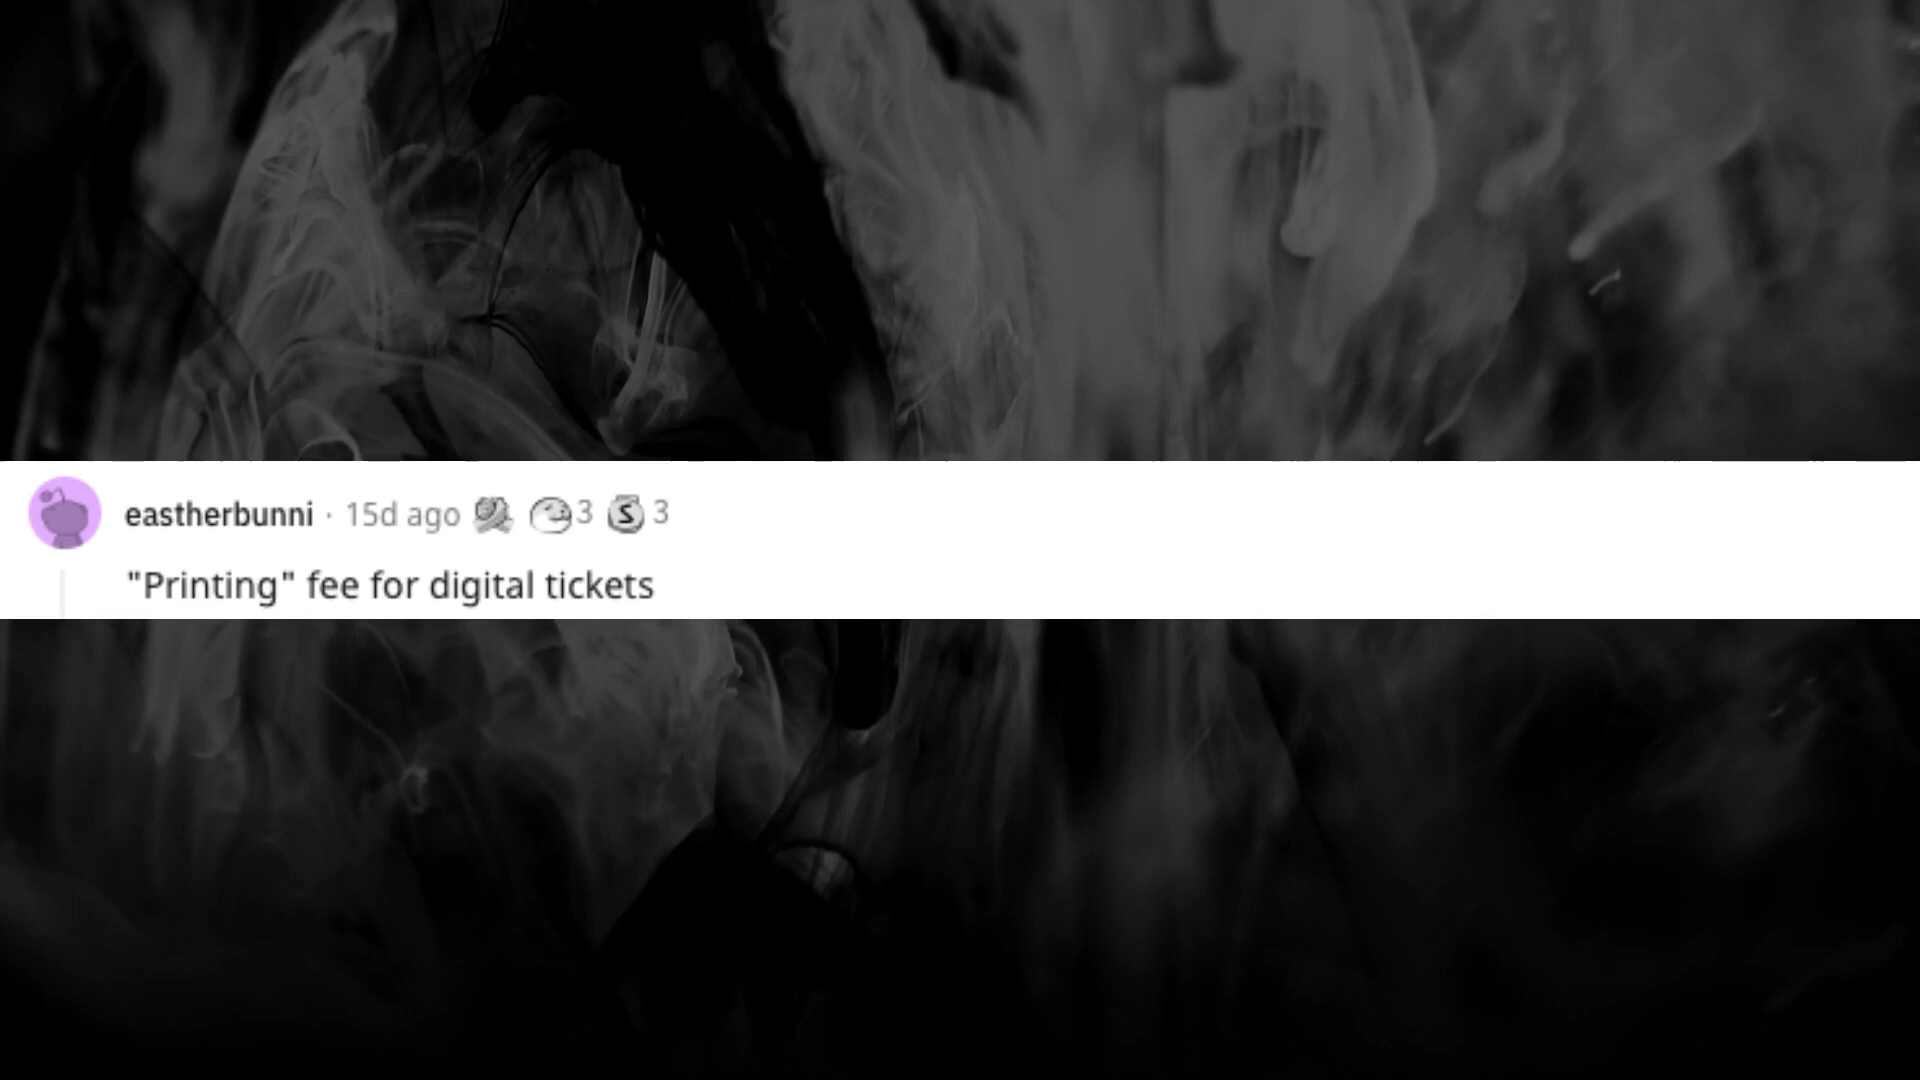 eastherbunni · 15d ago 3 S 3
"Printing" fee for digital tickets